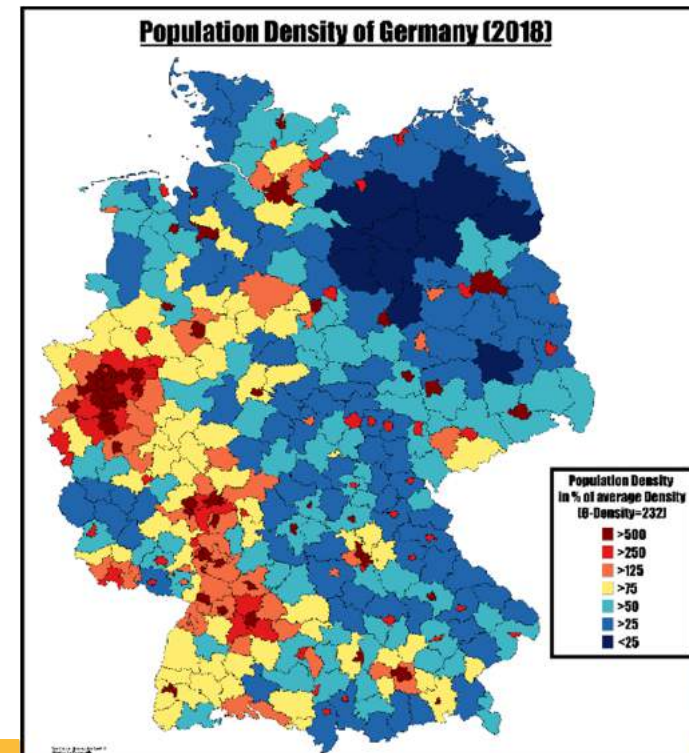 Population Density of Germany (2018)
Population Density
in % of average Density
(θ-Density=232)
>500
>250
>125
>75
>50
>25
<25